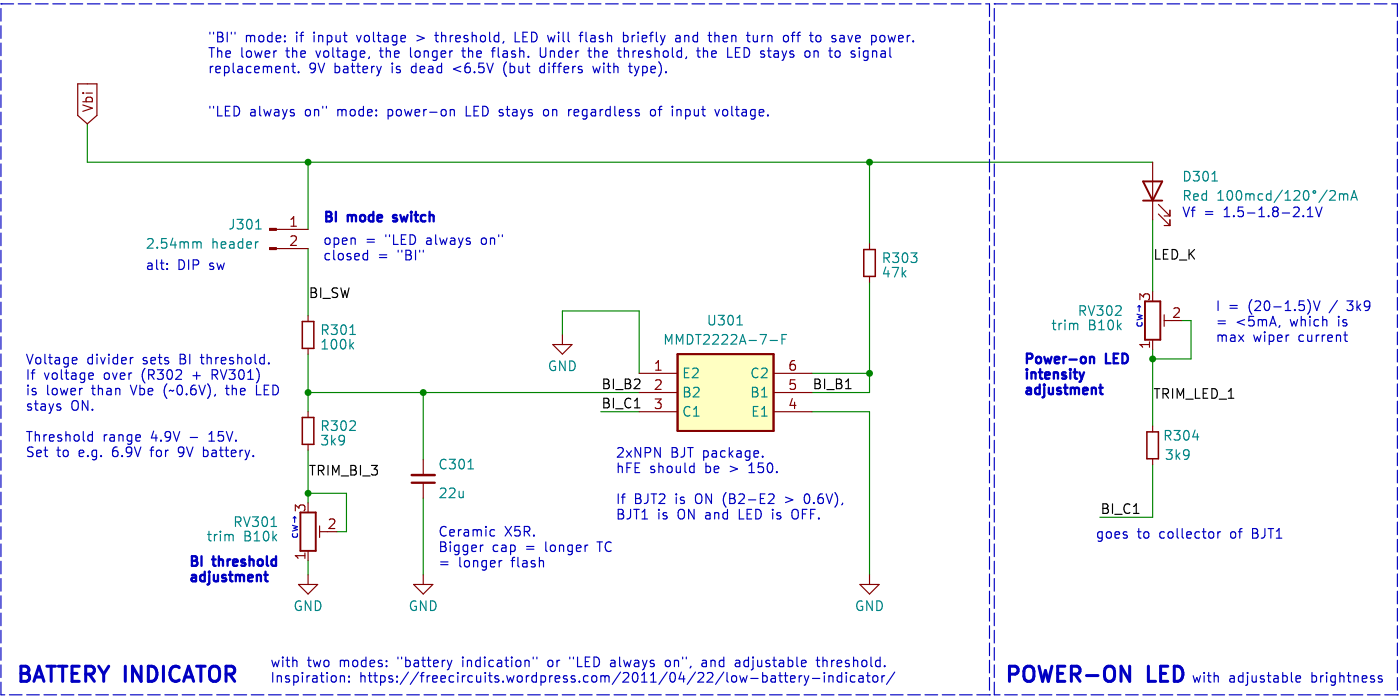 "BI" mode: if input voltage > threshold, LED will flash briefly and then turn off to save power.
The lower the voltage, the longer the flash. Under the threshold, the LED stays on to signal
replacement. 9V battery is dead <6.5V (but differs with type).
"LED always on" mode: power-on LED stays on regardless of input voltage.
Vbi
J301
2.54mm header
alt: DIP sw
1
2
BI mode switch
open = "LED always on"
closed = "BI"
BI_SW
R301
100k
Voltage divider sets BI threshold.
If voltage over (R302 + RV301)
is lower than Vbe (~0.6V), the LED
stays ON.
Threshold range 4.9V - 15V.
Set to e.g. 6.9V for 9V battery.
R302
3k9
TRIM_BI_3
RV301
trim B10k
cw→
3
2
1
BI threshold
adjustment
GND
C301
22u
Ceramic X5R.
Bigger cap = longer TC
= longer flash
GND
GND
U301
MMDT2222A-7-F
1 E2 C2 6
BI_B2 2 B2 B1 5 BI_B1
BI_C1 3 C1 E1 4
2xNPN BJT package.
hFE should be > 150.
If BJT2 is ON (B2-E2 > 0.6V),
BJT1 is ON and LED is OFF.
R303
47k
GND
BATTERY INDICATOR
with two modes: "battery indication" or "LED always on", and adjustable threshold.
Inspiration: https://freecircuits.wordpress.com/2011/04/22/low-battery-indicator/
D301
Red 100mcd/120°/2mA
Vf = 1.5-1.8-2.1V
LED_K
RV302
trim B10k
cw→
3
2
1
I = (20-1.5)V / 3k9
= <5mA, which is
max wiper current
Power-on LED
intensity
adjustment
TRIM_LED_1
R304
3k9
BI_C1
goes to collector of BJT1
POWER-ON LED with adjustable brightness